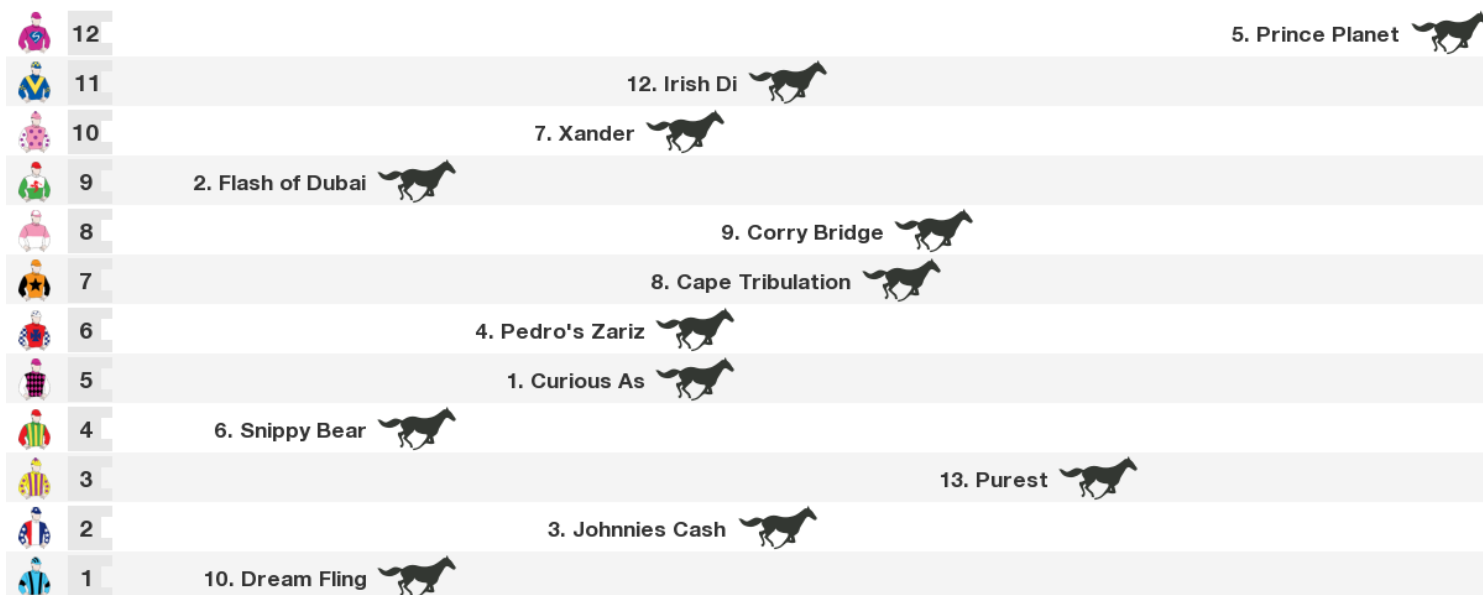 12 5. Prince Planet
11 12. Irish Di
10 7. Xander
9 2. Flash of Dubai
8 9. Corry Bridge
7 8. Cape Tribulation
6 4. Pedro's Zariz
5 1. Curious As
4 6. Snippy Bear
3 13. Purest
2 3. Johnnies Cash
1 10. Dream Fling